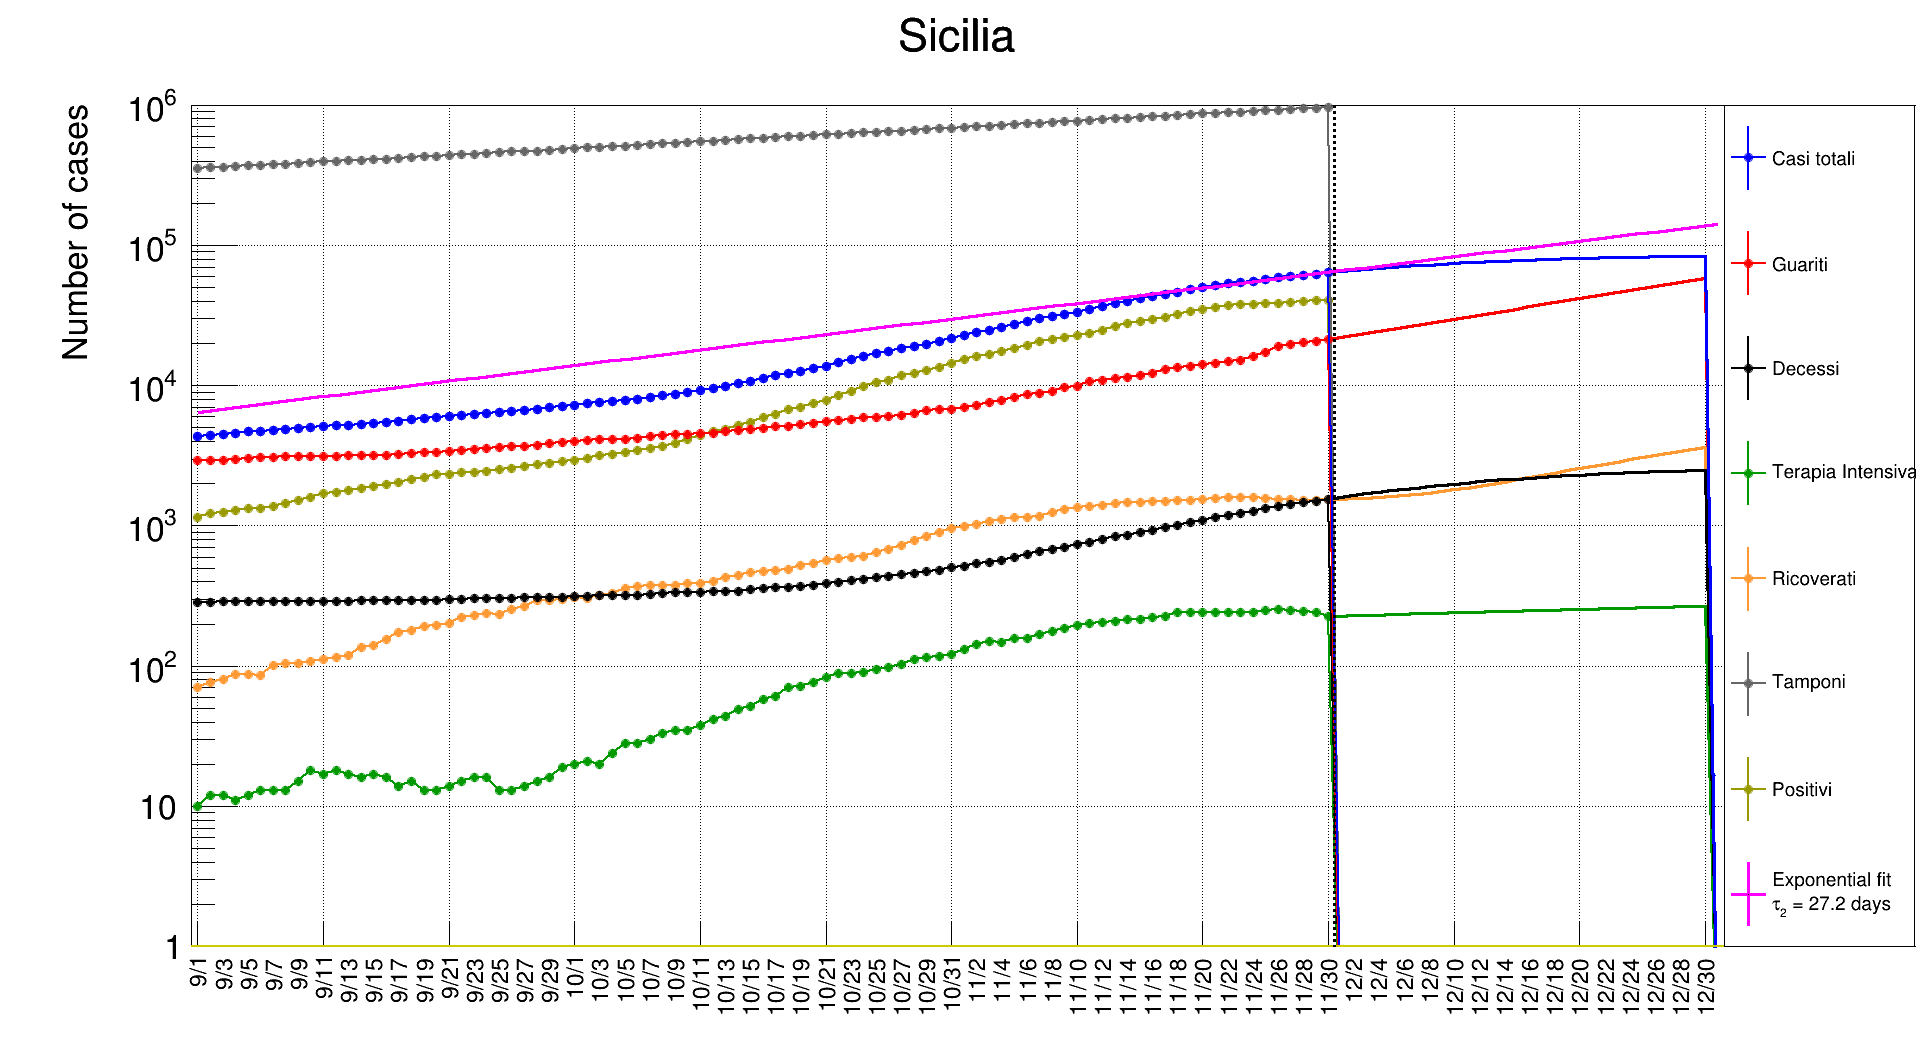 Sicilia
Number of cases
10^6
10^5
10^4
10^3
10^2
10
1
9/1 9/3 9/5 9/7 9/9 9/11 9/13 9/15 9/17 9/19 9/21 9/23 9/25 9/27 9/29 10/1 10/3 10/5 10/7 10/9 10/11 10/13 10/15 10/17 10/19 10/21 10/23 10/25 10/27 10/29 10/31 11/2 11/4 11/6 11/8 11/10 11/12 11/14 11/16 11/18 11/20 11/22 11/24 11/26 11/28 11/30 12/2 12/4 12/6 12/8 12/10 12/12 12/14 12/16 12/18 12/20 12/22 12/24 12/26 12/28 12/30
Casi totali
Guariti
Decessi
Terapia Intensiva
Ricoverati
Tamponi
Positivi
Exponential fit
τ₂ = 27.2 days